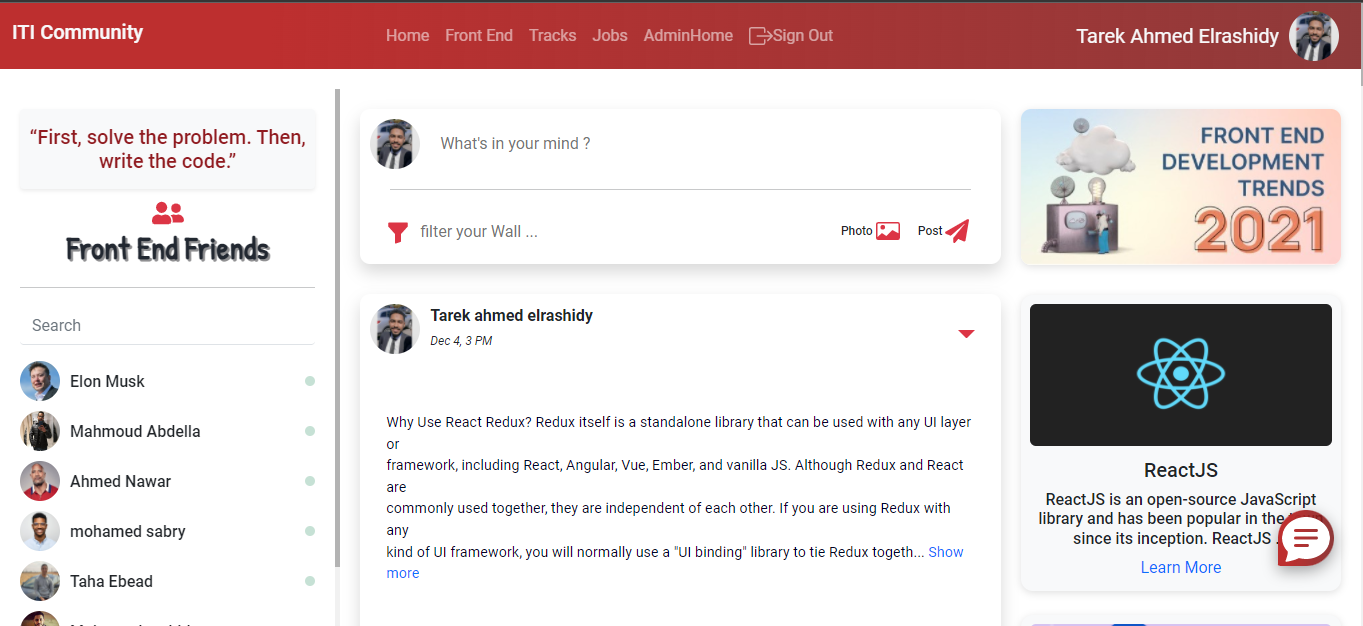 ITI Community
Home Front End Tracks Jobs AdminHome Sign Out
Tarek Ahmed Elrashidy
“First, solve the problem. Then,
write the code.”
Front End Friends
Search
Elon Musk
Mahmoud Abdella
Ahmed Nawar
mohamed sabry
Taha Ebead
What's in your mind ?
filter your Wall ...
Photo
Post
Tarek ahmed elrashidy
Dec 4, 3 PM
Why Use React Redux? Redux itself is a standalone library that can be used with any UI layer
or
framework, including React, Angular, Vue, Ember, and vanilla JS. Although Redux and React
are
commonly used together, they are independent of each other. If you are using Redux with
any
kind of UI framework, you will normally use a "UI binding" library to tie Redux togeth... Show
more
FRONT END
DEVELOPMENT
TRENDS
2021
ReactJS
ReactJS is an open-source JavaScript
library and has been popular in the
since its inception. ReactJS
Learn More